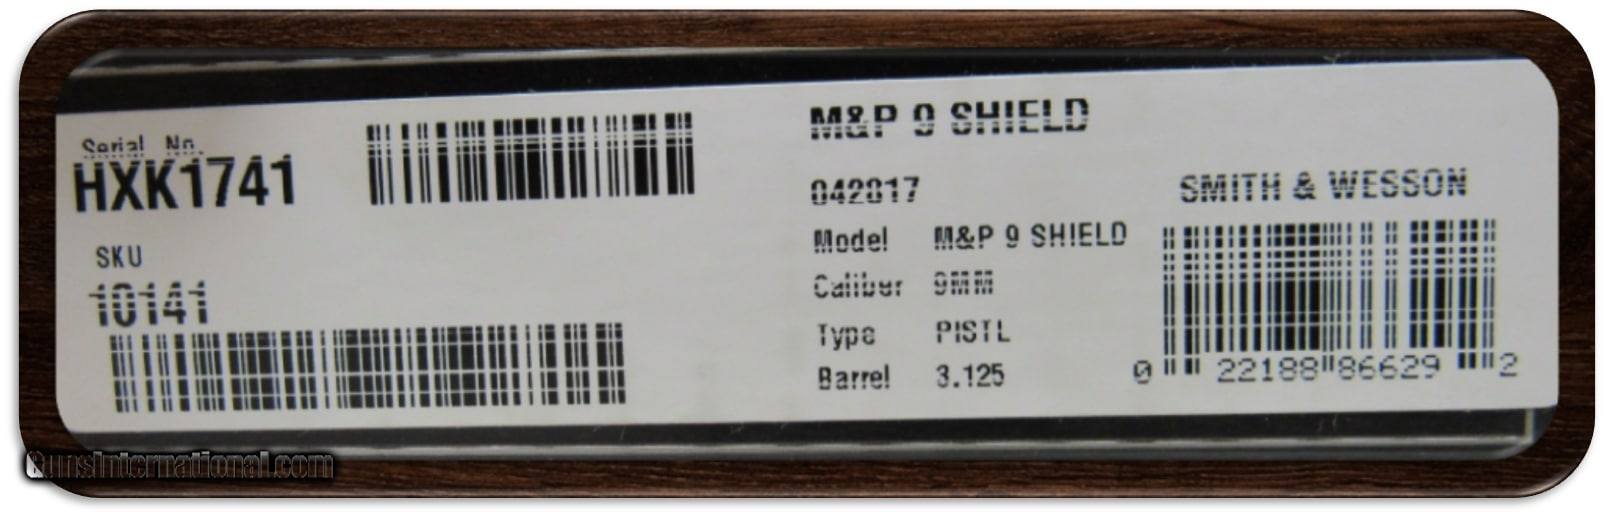 Serial No.
HXK1741
SKU
10141
M&P 9 SHIELD
042817
Model M&P 9 SHIELD
Caliber 9MM
Type PISTL
Barrel 3.125
SMITH & WESSON
0 22188 86629 2
GunsInternational.com